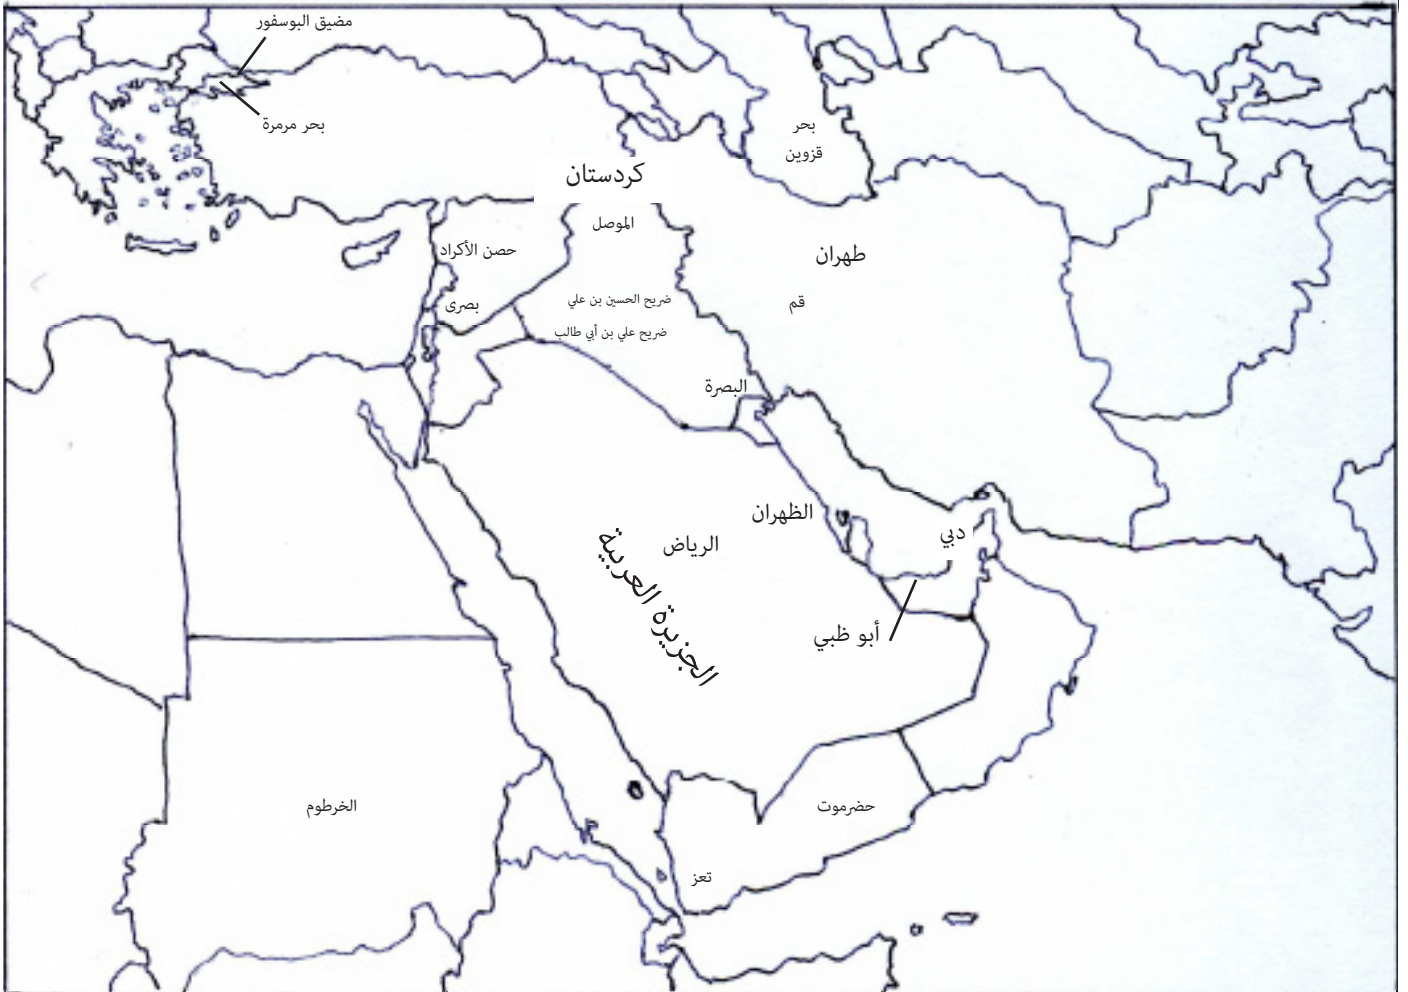 مضيق البوسفور
بحر مرمرة
بحر
قزوين
كردستان
الموصل
حصن الأكراد
طهران
بصرى
ضريح الحسين بن علي
قم
ضريح علي بن أبي طالب
البصرة
الظهران
دبي
الرياض
الجزيرة العربية
أبو ظبي
الخرطوم
حضرموت
تعز